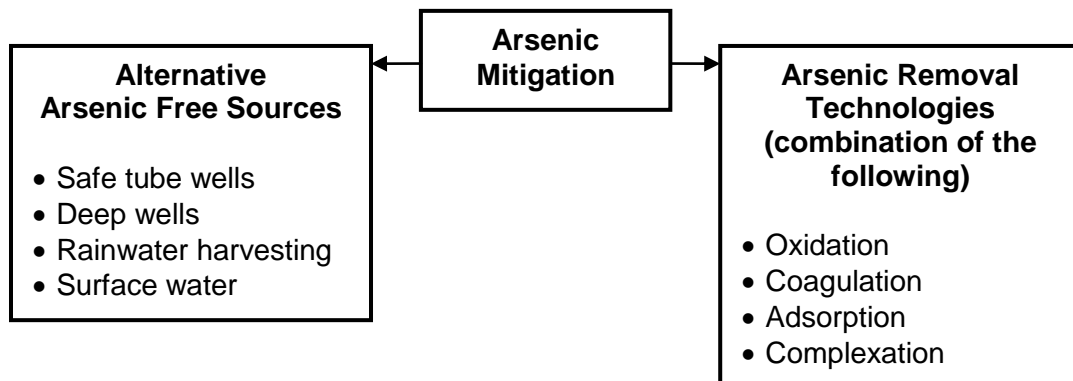 Arsenic
Mitigation
Alternative
Arsenic Free Sources
• Safe tube wells
• Deep wells
• Rainwater harvesting
• Surface water
Arsenic Removal
Technologies
(combination of the
following)
• Oxidation
• Coagulation
• Adsorption
• Complexation